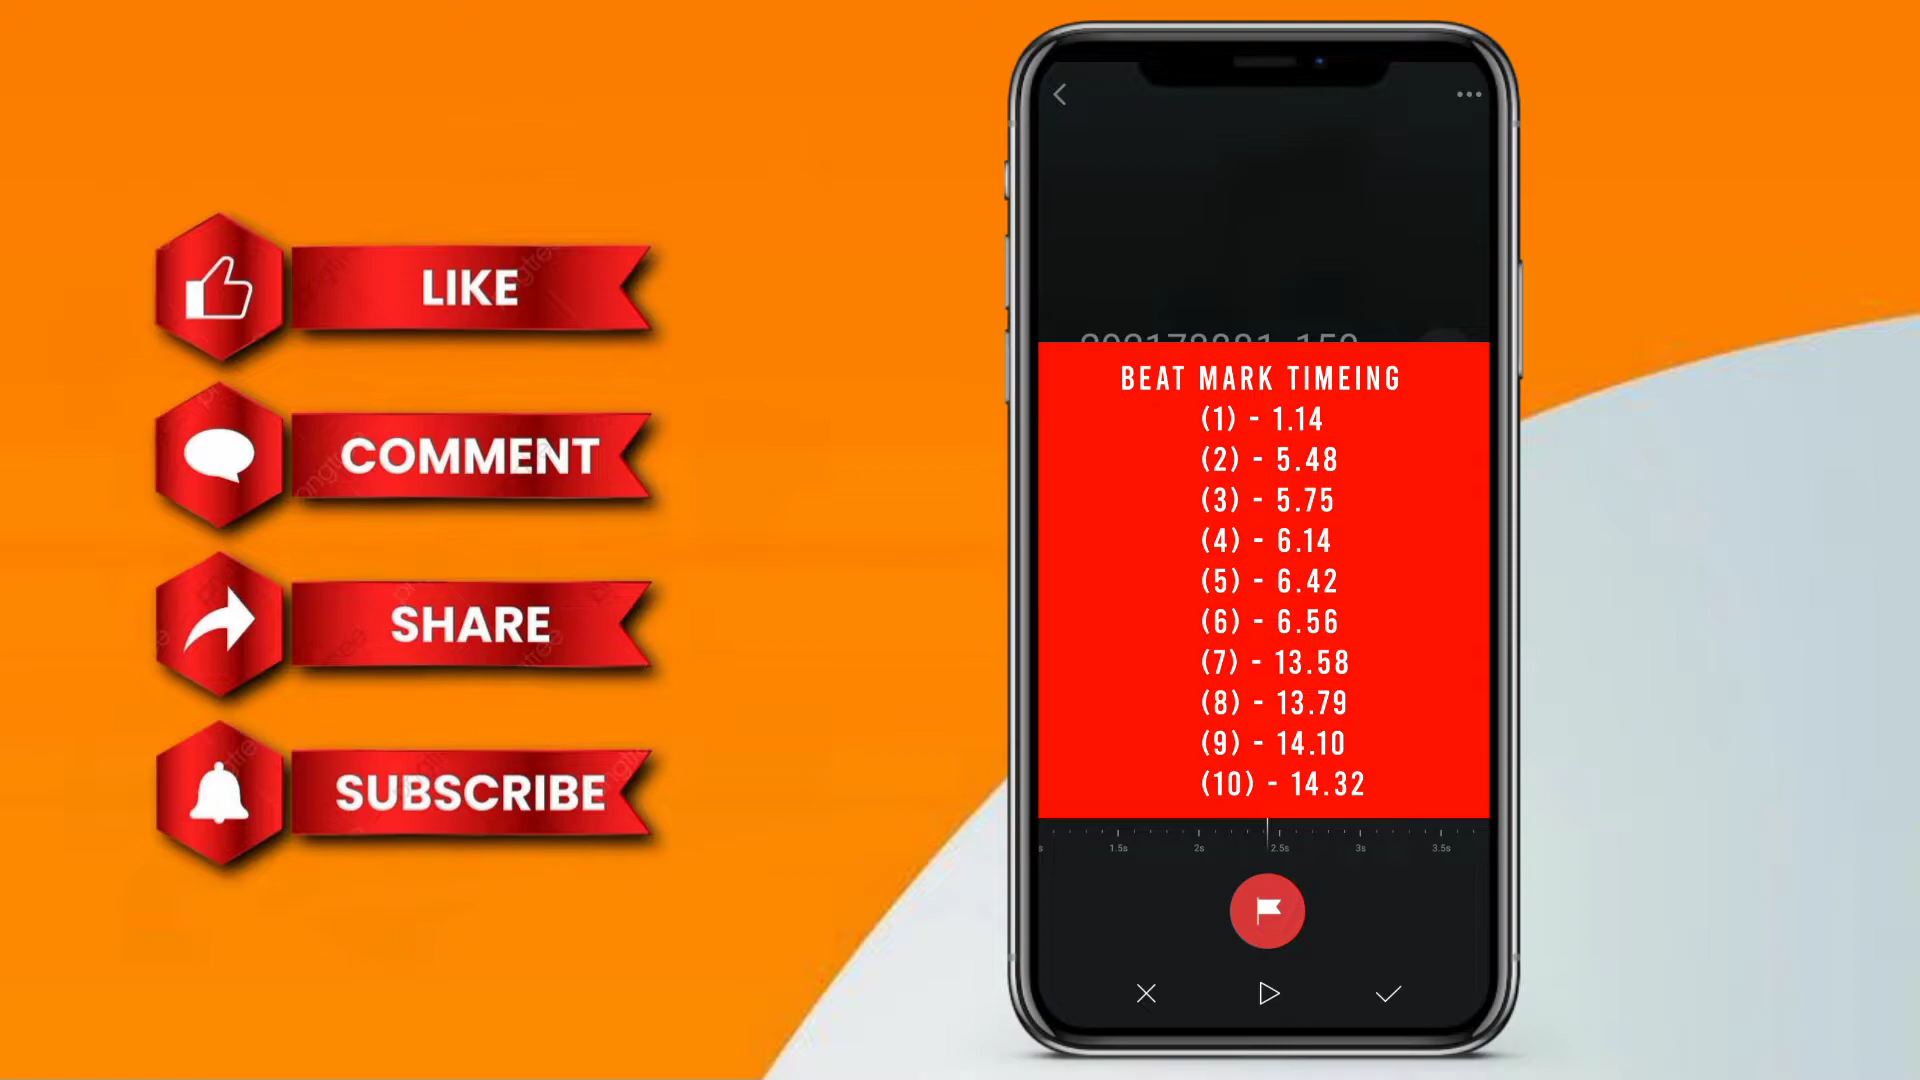 LIKE
COMMENT
SHARE
SUBSCRIBE
BEAT MARK TIMEING
(1) - 1.14
(2) - 5.48
(3) - 5.75
(4) - 6.14
(5) - 6.42
(6) - 6.56
(7) - 13.58
(8) - 13.79
(9) - 14.10
(10) - 14.32
1.5s 2s 2.5s 3s 3.5s